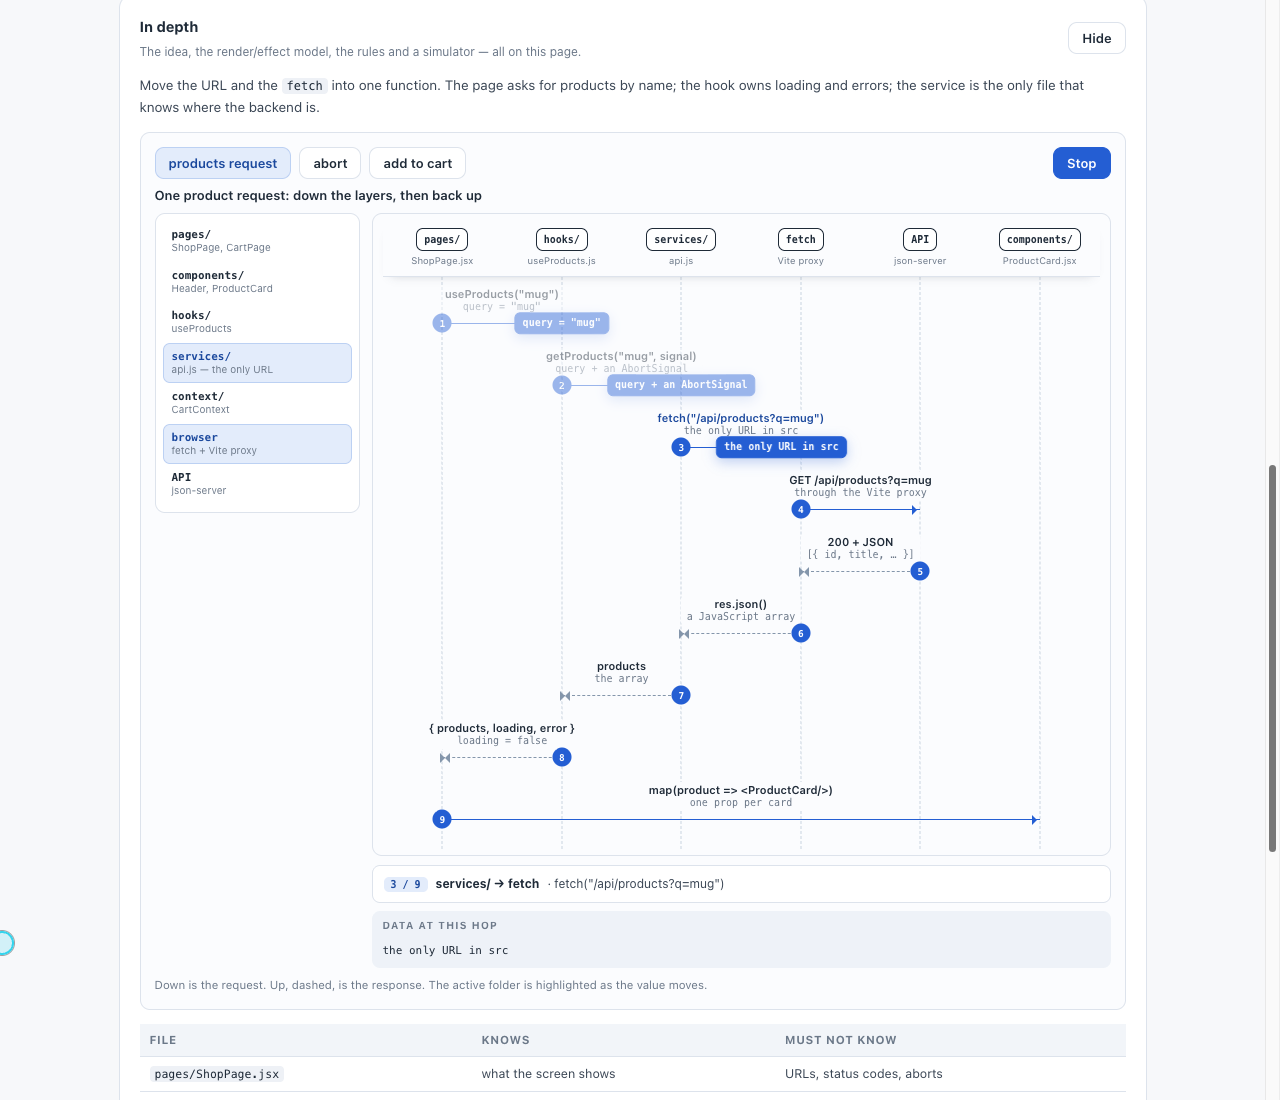 In depth
The idea, the render/effect model, the rules and a simulator — all on this page.
Hide
Move the URL and the fetch into one function. The page asks for products by name; the hook owns loading and errors; the service is the only file that
knows where the backend is.
products request
abort
add to cart
Stop
One product request: down the layers, then back up
pages/
ShopPage, CartPage
components/
Header, ProductCard
hooks/
useProducts
services/
api.js — the only URL
context/
CartContext
browser
fetch + Vite proxy
API
json-server
pages/
ShopPage.jsx
hooks/
useProducts.js
services/
api.js
fetch
Vite proxy
API
json-server
components/
ProductCard.jsx
useProducts("mug")
query = "mug"
1
query = "mug"
getProducts("mug", signal)
query + an AbortSignal
2
query + an AbortSignal
fetch("/api/products?q=mug")
the only URL in src
3
the only URL in src
GET /api/products?q=mug
through the Vite proxy
4
200 + JSON
[{ id, title, … }]
5
res.json()
a JavaScript array
6
products
the array
7
{ products, loading, error }
loading = false
8
map(product => <ProductCard/>)
one prop per card
9
3 / 9 services/ → fetch · fetch("/api/products?q=mug")
DATA AT THIS HOP
the only URL in src
Down is the request. Up, dashed, is the response. The active folder is highlighted as the value moves.
FILE KNOWS MUST NOT KNOW
pages/ShopPage.jsx what the screen shows URLs, status codes, aborts